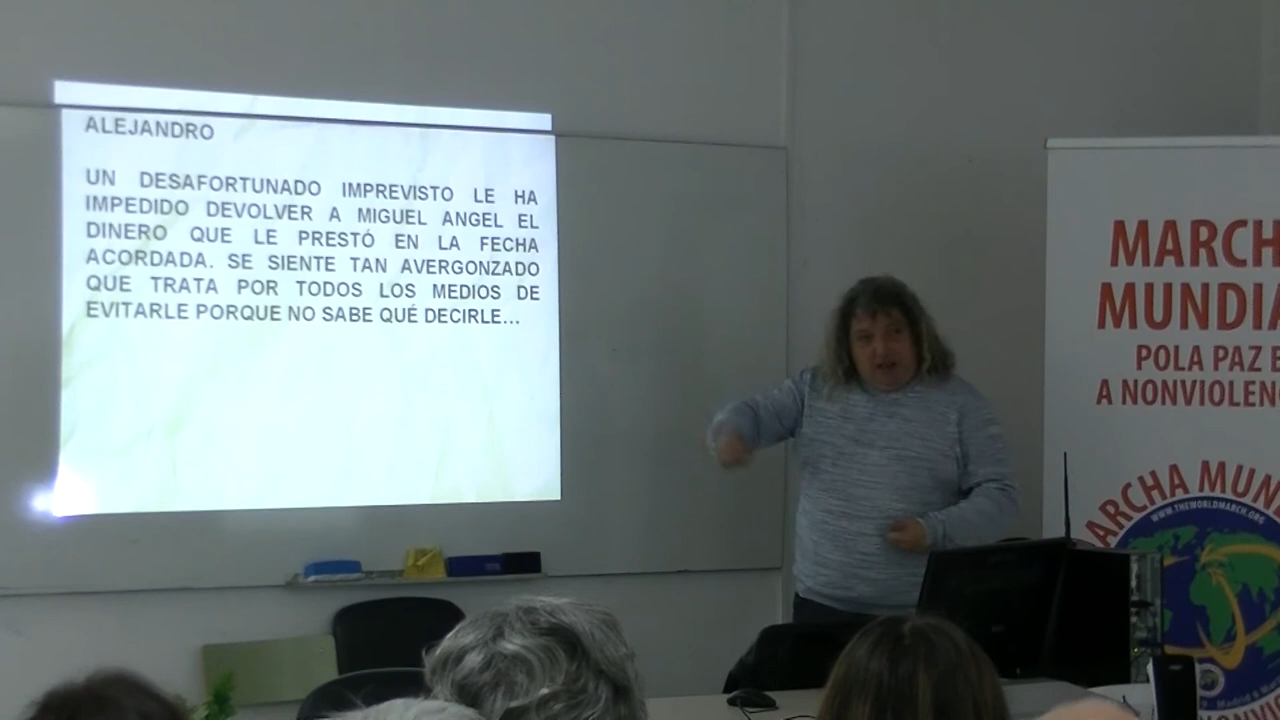 ALEJANDRO
UN DESAFORTUNADO IMPREVISTO LE HA
IMPEDIDO DEVOLVER A MIGUEL ANGEL EL
DINERO QUE LE PRESTÓ EN LA FECHA
ACORDADA. SE SIENTE TAN AVERGONZADO
QUE TRATA POR TODOS LOS MEDIOS DE
EVITARLE PORQUE NO SABE QUÉ DECIRLE...
MARCH
MUNDIA
POLA PAZ E
A NONVIOLEN
ARCHA MUN
WWW.THEWORLDMARCH.ORG